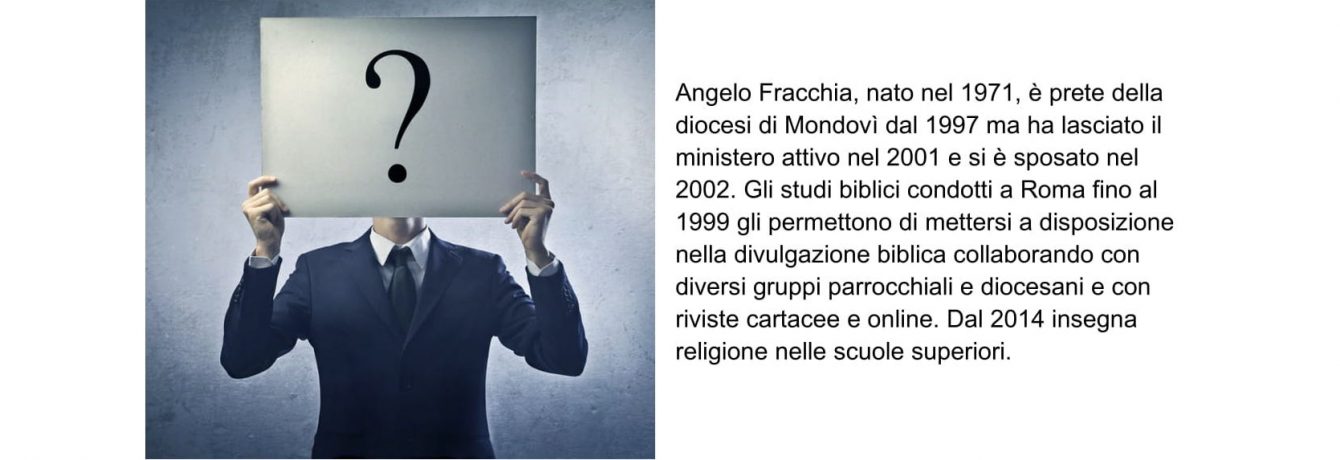 ?
Angelo Fracchia, nato nel 1971, è prete della
diocesi di Mondovì dal 1997 ma ha lasciato il
ministero attivo nel 2001 e si è sposato nel
2002. Gli studi biblici condotti a Roma fino al
1999 gli permettono di mettersi a disposizione
nella divulgazione biblica collaborando con
diversi gruppi parrocchiali e diocesani e con
riviste cartacee e online. Dal 2014 insegna
religione nelle scuole superiori.